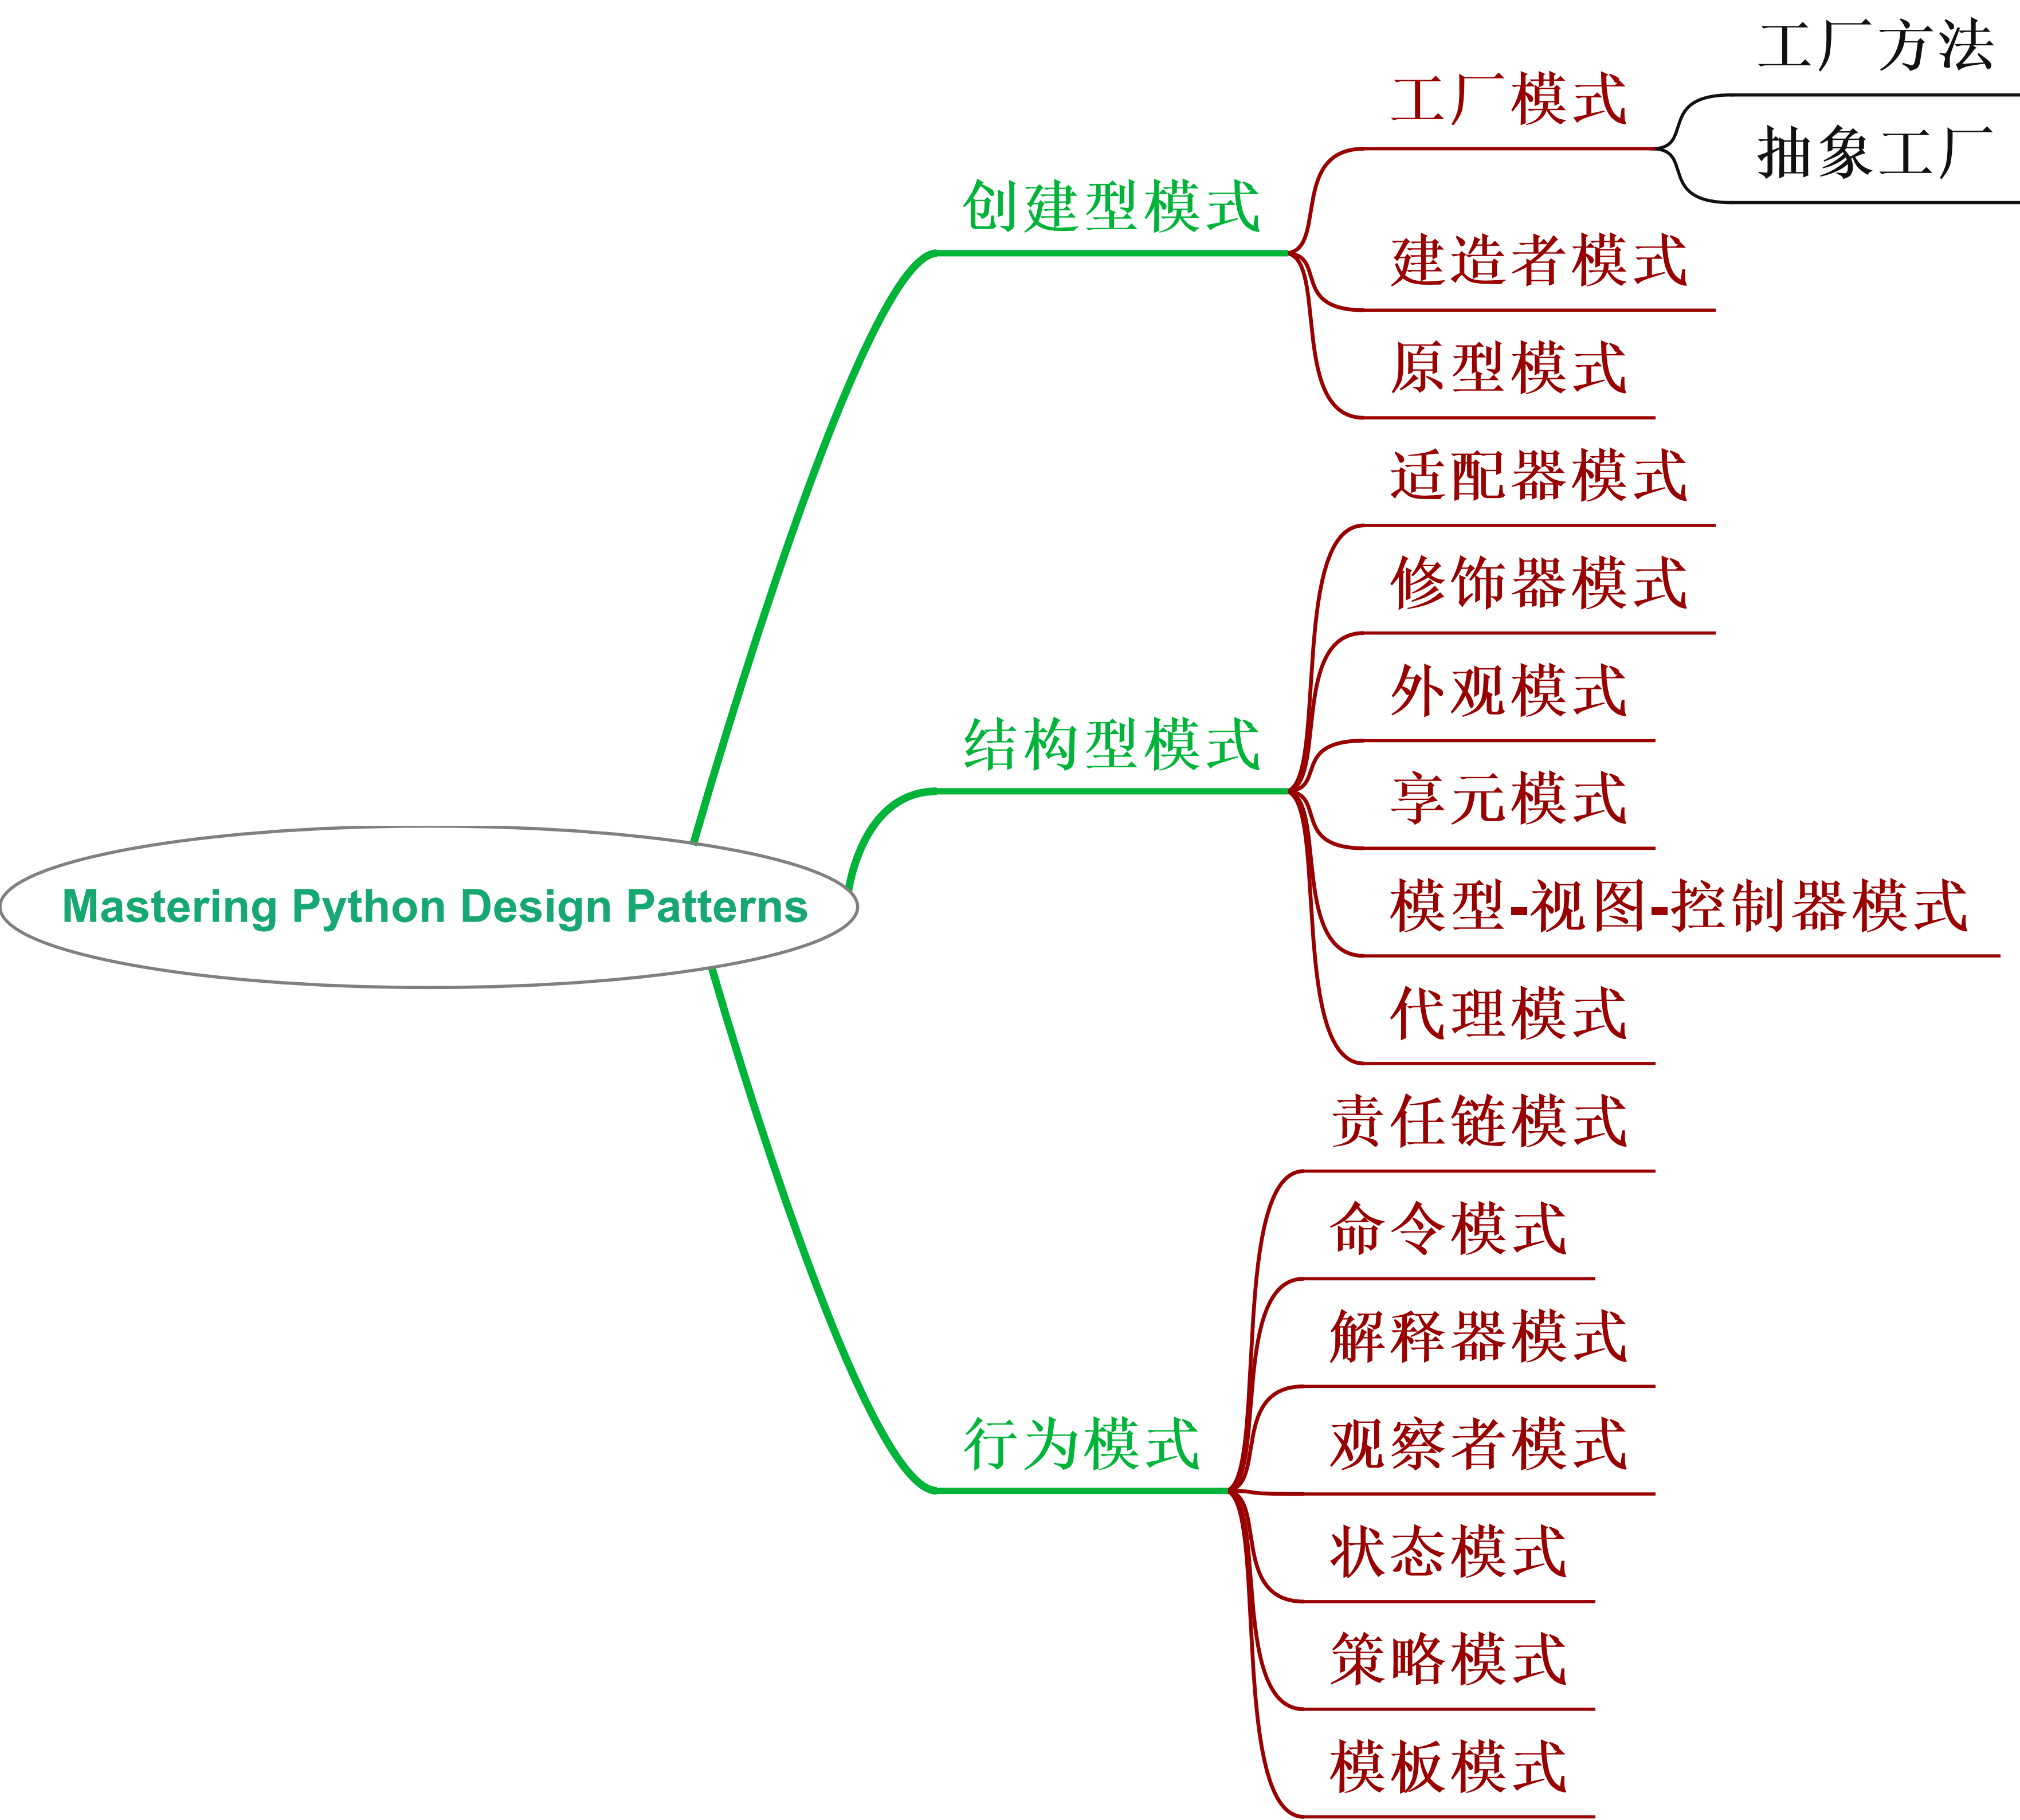 Mastering Python Design Patterns
创建型模式
工厂模式
工厂方法
抽象工厂
建造者模式
原型模式
结构型模式
适配器模式
修饰器模式
外观模式
享元模式
模型-视图-控制器模式
代理模式
行为模式
责任链模式
命令模式
解释器模式
观察者模式
状态模式
策略模式
模板模式